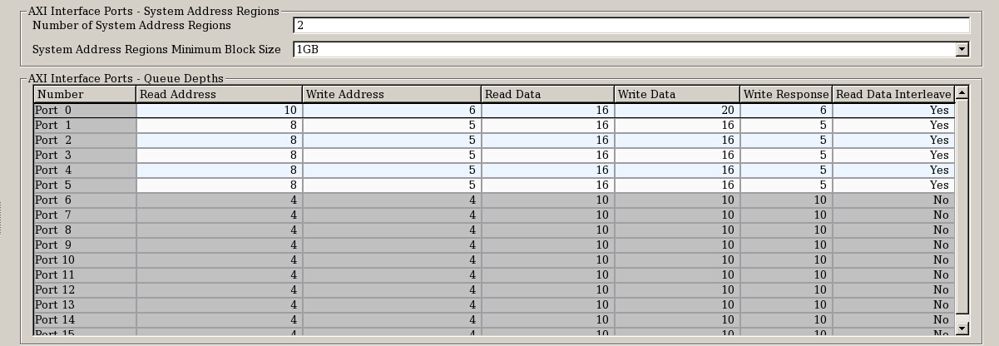 AXI Interface Ports - System Address Regions
Number of System Address Regions 2
System Address Regions Minimum Block Size 1GB
AXI Interface Ports - Queue Depths
Number Read Address Write Address Read Data Write Data Write Response Read Data Interleave
Port 0 10 6 16 20 6 Yes
Port 1 8 5 16 16 5 Yes
Port 2 8 5 16 16 5 Yes
Port 3 8 5 16 16 5 Yes
Port 4 8 5 16 16 5 Yes
Port 5 8 5 16 16 5 Yes
Port 6 4 4 10 10 10 No
Port 7 4 4 10 10 10 No
Port 8 4 4 10 10 10 No
Port 9 4 4 10 10 10 No
Port 10 4 4 10 10 10 No
Port 11 4 4 10 10 10 No
Port 12 4 4 10 10 10 No
Port 13 4 4 10 10 10 No
Port 14 4 4 10 10 10 No
Port 15 4 4 10 10 10 No